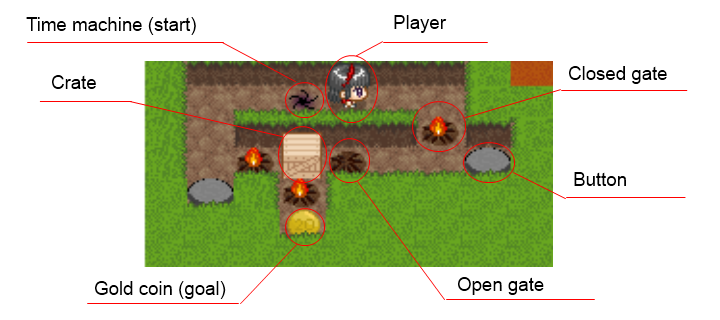 Time machine (start)
Player
Crate
Closed gate
Button
Gold coin (goal)
Open gate